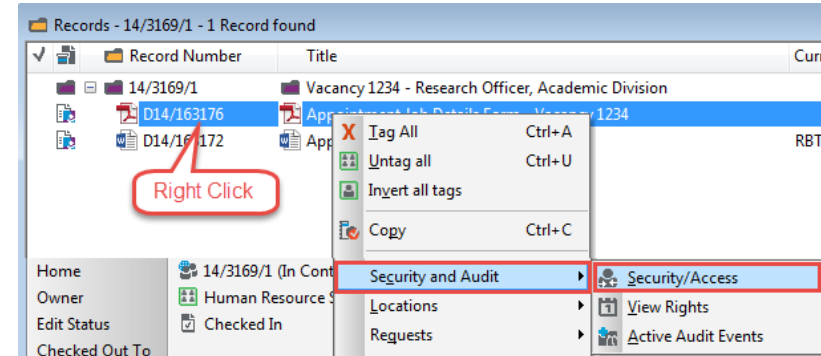 Records - 14/3169/1 - 1 Record found
Record Number Title Cur
14/3169/1 Vacancy 1234 - Research Officer, Academic Division
D14/163176 Appointment Job Details Form - Vacancy 1234
D14/163172 App RBT
Right Click
Tag All Ctrl+A
Untag all Ctrl+U
Invert all tags
Copy Ctrl+C
Security and Audit
Locations
Requests
Security/Access
View Rights
Active Audit Events
Home 14/3169/1 (In Cont
Owner Human Resource S
Edit Status Checked In
Checked Out To